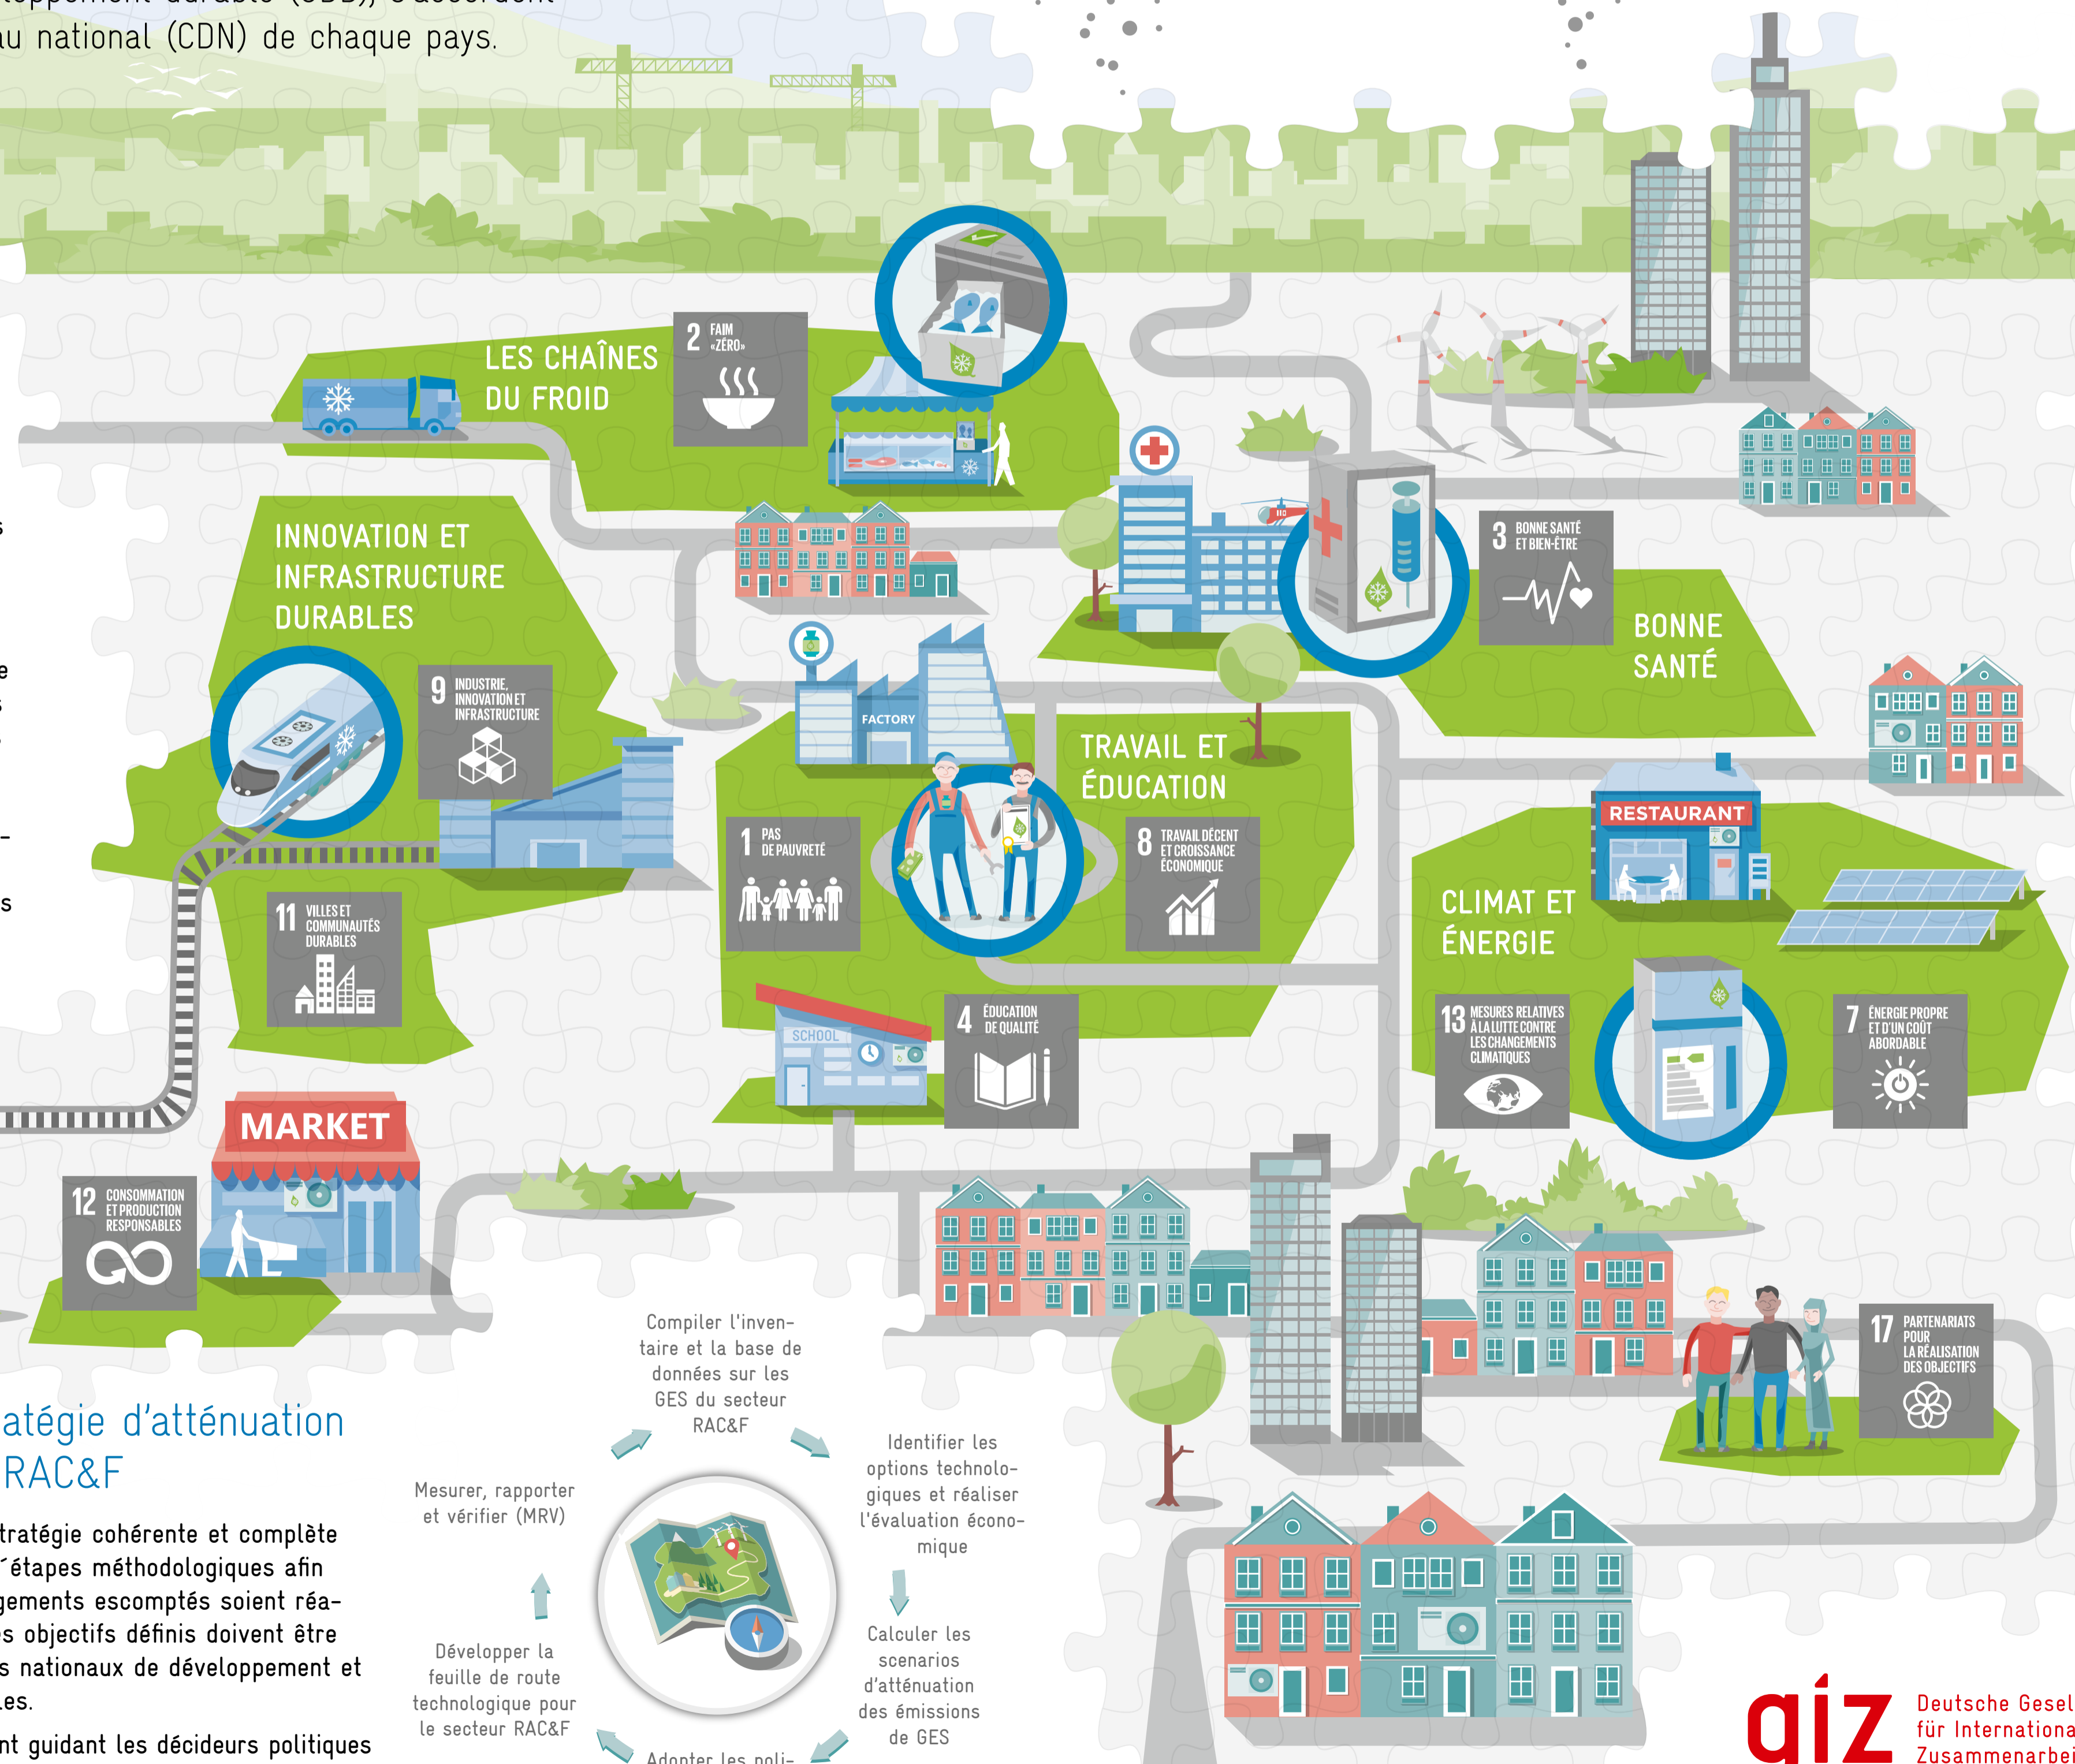 au national (CDN) de chaque pays.
LES CHAÎNES
DU FROID
2 FAIM
«ZÉRO»
INNOVATION ET
INFRASTRUCTURE
DURABLES
9 INDUSTRIE,
INNOVATION ET
INFRASTRUCTURE
3 BONNE SANTÉ
ET BIEN-ÊTRE
BONNE
SANTÉ
FACTORY
TRAVAIL ET
ÉDUCATION
1 PAS
DE PAUVRETÉ
8 TRAVAIL DÉCENT
ET CROISSANCE
ÉCONOMIQUE
RESTAURANT
CLIMAT ET
ÉNERGIE
11 VILLES ET
COMMUNAUTÉS
DURABLES
SCHOOL
4 ÉDUCATION
DE QUALITÉ
13 MESURES RELATIVES
À LA LUTTE CONTRE
LES CHANGEMENTS
CLIMATIQUES
7 ÉNERGIE PROPRE
ET D'UN COÛT
ABORDABLE
MARKET
12 CONSOMMATION
ET PRODUCTION
RESPONSABLES
17 PARTENARIATS
POUR
LA RÉALISATION
DES OBJECTIFS
atégie d'atténuation
RAC&F
tratégie cohérente et complète
´étapes méthodologiques afin
gements escomptés soient réa-
es objectifs définis doivent être
s nationaux de développement et
les.
nt guidant les décideurs politiques
Compiler l'inven-
taire et la base de
données sur les
GES du secteur
RAC&F
Identifier les
options technolo-
giques et réaliser
l'évaluation écono-
mique
Calculer les
scenarios
d'atténuation
des émissions
de GES
Adopter les poli-
Développer la
feuille de route
technologique pour
le secteur RAC&F
Mesurer, rapporter
et vérifier (MRV)
giz
Deutsche Gesel
für Internationa
Zusammenarbei